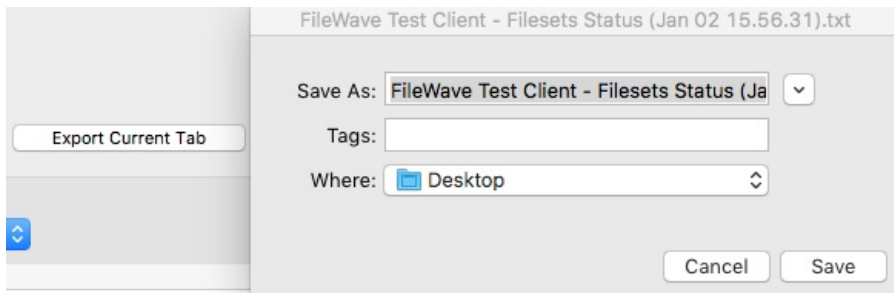 FileWave Test Client - Filesets Status (Jan 02 15.56.31).txt
Save As: FileWave Test Client - Filesets Status (Ja
Export Current Tab
Tags:
Where: Desktop
Cancel Save